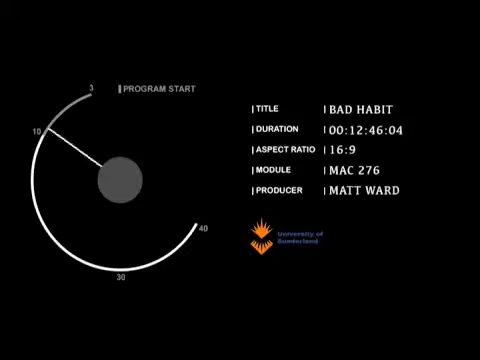 3
PROGRAM START
10
40
30
TITLE BAD HABIT
DURATION 00:12:46:04
ASPECT RATIO 16:9
MODULE MAC 276
PRODUCER MATT WARD
University of
Sunderland